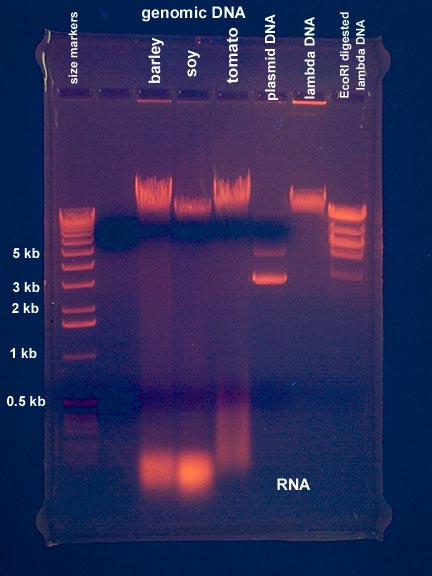 genomic DNA
size markers
barley
soy
tomato
plasmid DNA
lambda DNA
EcoRI digested
lambda DNA
5 kb
3 kb
2 kb
1 kb
0.5 kb
RNA